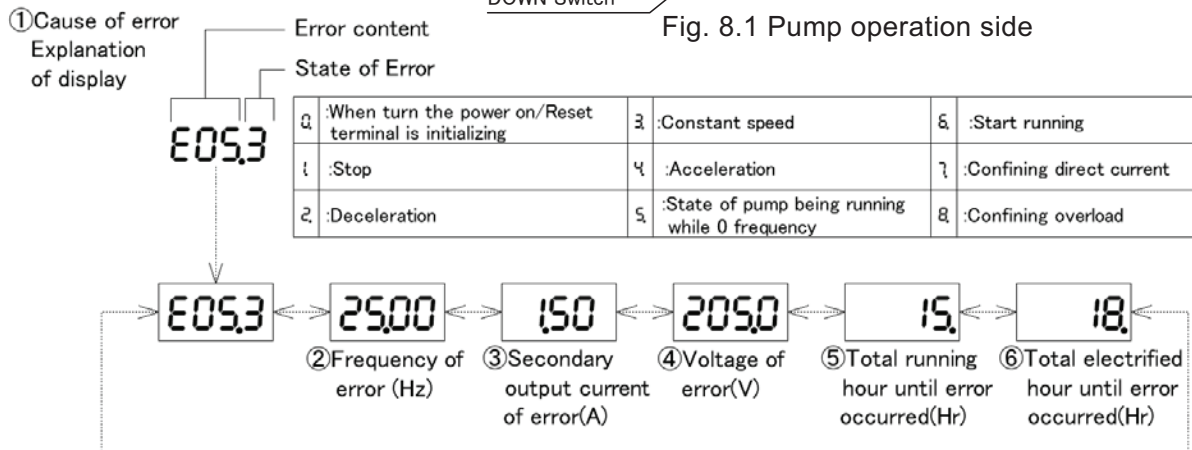 DOWN Switch
Fig. 8.1 Pump operation side
①Cause of error
Explanation
of display
Error content
State of Error
E05.3
0. :When turn the power on/Reset
terminal is initializing
3. :Constant speed
6. :Start running
1. :Stop
4. :Acceleration
7. :Confining direct current
2. :Deceleration
5. :State of pump being running
while 0 frequency
8. :Confining overload
E05.3
25.00
1.50
205.0
15.
18.
②Frequency of
error (Hz)
③Secondary
output current
of error(A)
④Voltage of
error(V)
⑤Total running
hour until error
occurred(Hr)
⑥Total electrified
hour until error
occurred(Hr)